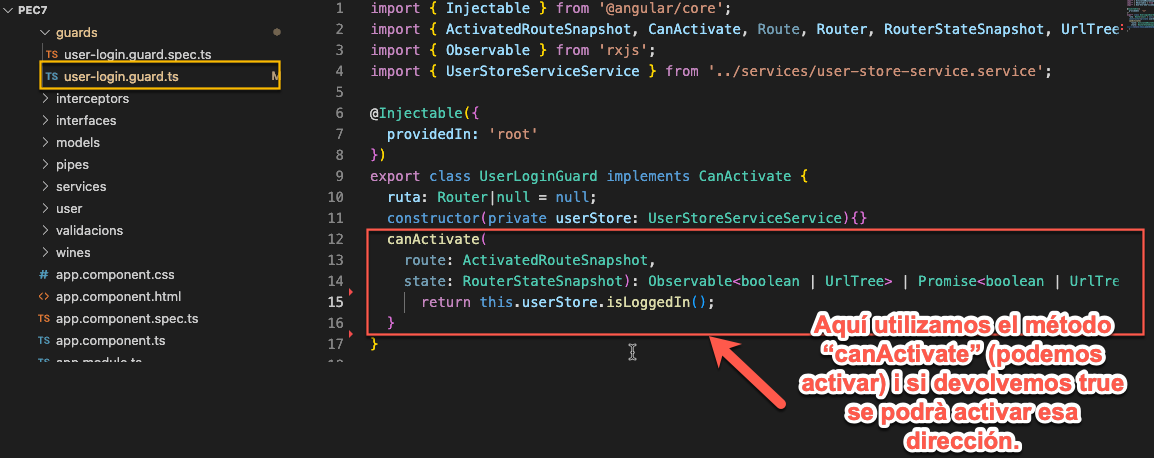 PEC7
guards
user-login.guard.spec.ts
TS user-login.guard.ts M
interceptors
interfaces
models
pipes
services
user
validacions
wines
# app.component.css
<> app.component.html
TS app.component.spec.ts
TS app.component.ts
TS app.module.ts
1 import { Injectable } from '@angular/core';
2 import { ActivatedRouteSnapshot, CanActivate, Route, Router, RouterStateSnapshot, UrlTree
3 import { Observable } from 'rxjs';
4 import { UserStoreServiceService } from '../services/user-store-service.service';
5
6 @Injectable({
7 providedIn: 'root'
8 })
9 export class UserLoginGuard implements CanActivate {
10 ruta: Router|null = null;
11 constructor(private userStore: UserStoreServiceService){}
12 canActivate(
13 route: ActivatedRouteSnapshot,
14 state: RouterStateSnapshot): Observable<boolean | UrlTree> | Promise<boolean | UrlTre
15 return this.userStore.isLoggedIn();
16 }
17 }
Aquí utilizamos el método
“canActivate” (podemos
activar) i si devolvemos true
se podrà activar esa
dirección.